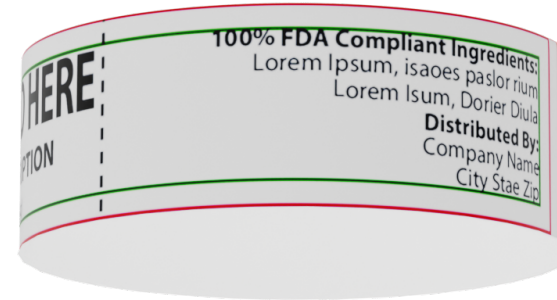 HERE
100% FDA Compliant Ingredients:
Lorem Ipsum, isaoes paslor rium
Lorem Isum, Dorier Diula
Distributed By:
Company Name
City Stae Zip